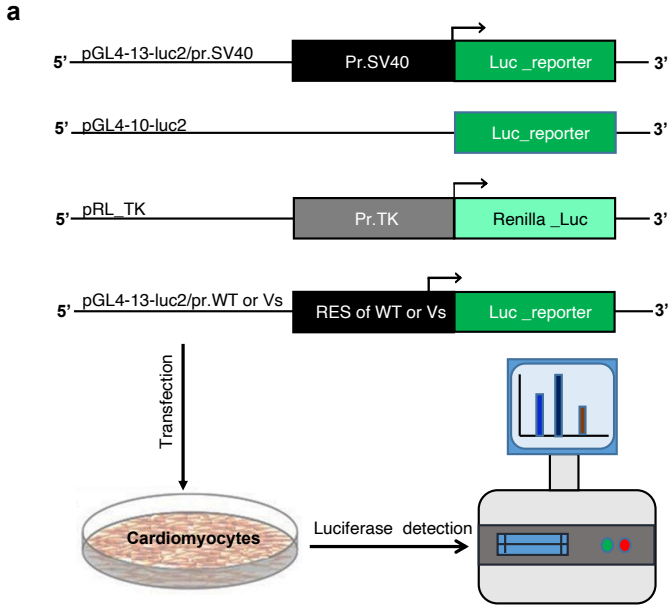 a
pGL4-13-luc2/pr.SV40
5’ Pr.SV40 Luc _reporter 3’
pGL4-10-luc2
5’ Luc_reporter 3’
pRL_TK
5’ Pr.TK Renilla _Luc 3’
pGL4-13-luc2/pr.WT or Vs
5’ RES of WT or Vs Luc _reporter 3’
Transfection
Cardiomyocytes
Luciferase detection